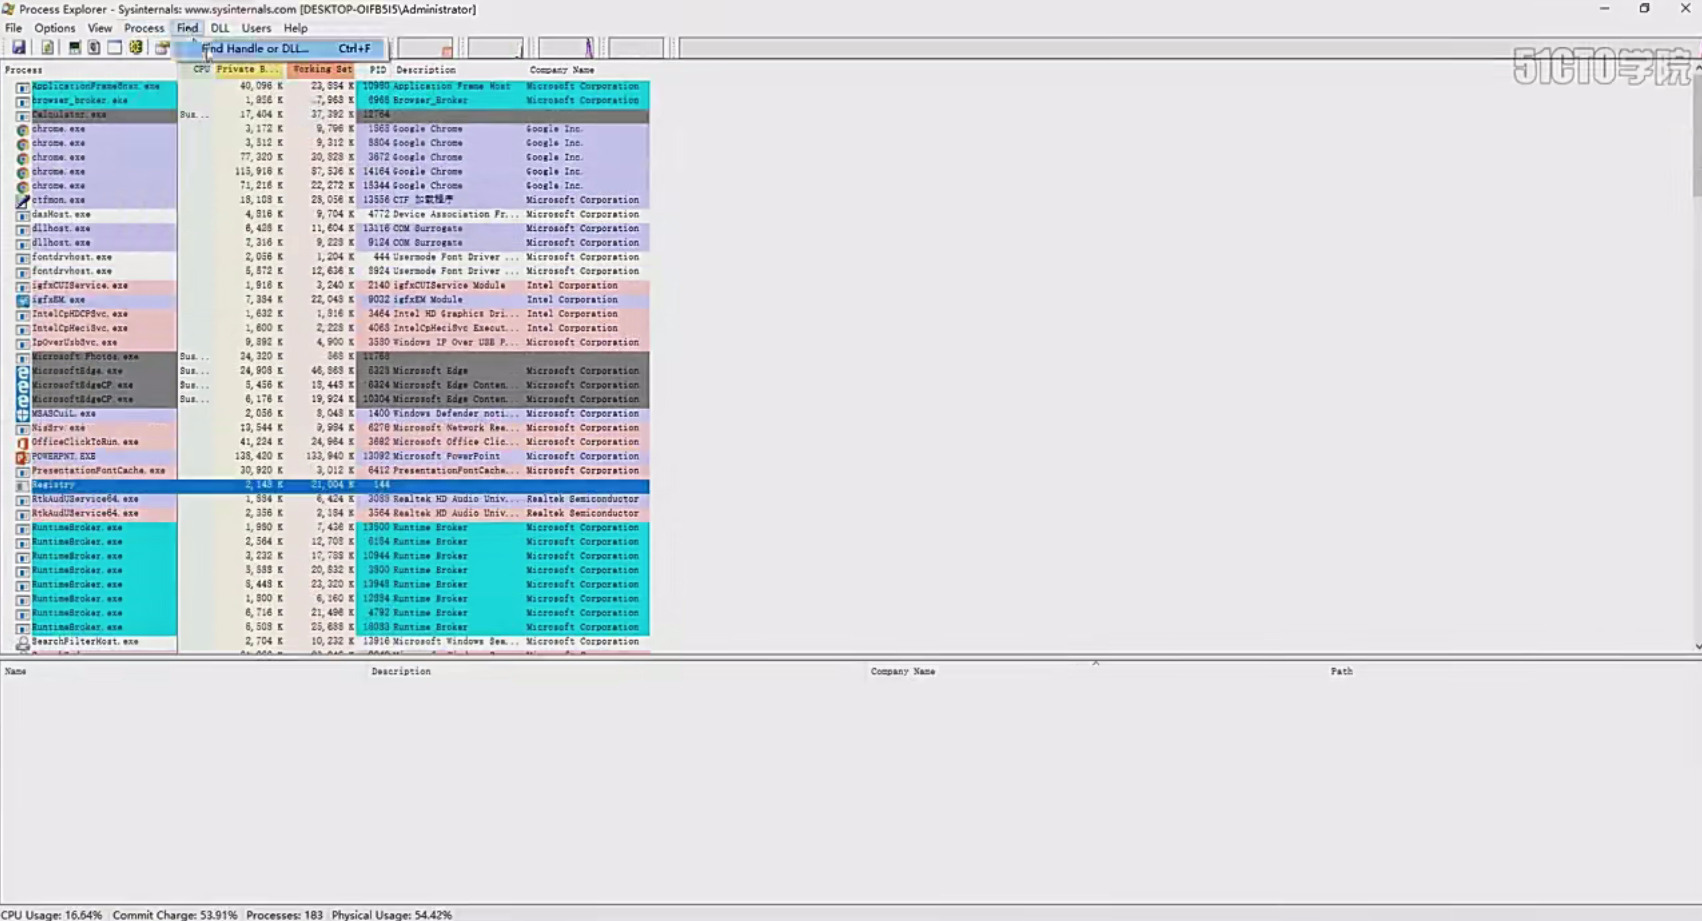 Process Explorer - Sysinternals: www.sysinternals.com [DESKTOP-OIFB5I5\Administrator]
File Options View Process Find DLL Users Help
Find Handle or DLL... Ctrl+F
51CTO学院
Process CPU Private B... Working Set PID Description Company Name
ApplicationFrameHost.exe 40,096 K 23,884 K 10980 Application Frame Host Microsoft Corporation
browser_broker.exe 1,956 K 7,968 K 6968 Browser_Broker Microsoft Corporation
Calculator.exe Sus... 17,404 K 37,392 K 12764
chrome.exe 3,172 K 9,796 K 1868 Google Chrome Google Inc.
chrome.exe 3,512 K 9,312 K 8804 Google Chrome Google Inc.
chrome.exe 77,320 K 30,828 K 3672 Google Chrome Google Inc.
chrome.exe 115,916 K 87,536 K 14164 Google Chrome Google Inc.
chrome.exe 71,216 K 22,272 K 15344 Google Chrome Google Inc.
ctfmon.exe 18,108 K 28,056 K 13556 CTF 加载程序 Microsoft Corporation
dasHost.exe 4,816 K 9,704 K 4772 Device Association Fr... Microsoft Corporation
dllhost.exe 6,428 K 11,604 K 13116 COM Surrogate Microsoft Corporation
dllhost.exe 7,316 K 9,228 K 9124 COM Surrogate Microsoft Corporation
fontdrvhost.exe 2,056 K 1,204 K 444 Usermode Font Driver ... Microsoft Corporation
fontdrvhost.exe 5,572 K 12,636 K 8924 Usermode Font Driver ... Microsoft Corporation
igfxCUIService.exe 1,916 K 3,240 K 2140 igfxCUIService Module Intel Corporation
igfxEM.exe 7,384 K 22,048 K 9032 igfxEM Module Intel Corporation
IntelCpHDCPSvc.exe 1,632 K 1,816 K 3464 Intel HD Graphics Dri... Intel Corporation
IntelCpHeciSvc.exe 1,600 K 2,228 K 4068 IntelCpHeciSvc Execut... Intel Corporation
IpOverUsbSvc.exe 9,892 K 4,900 K 3580 Windows IP Over USB P... Microsoft Corporation
Microsoft.Photos.exe Sus... 24,320 K 868 K 11768
MicrosoftEdge.exe Sus... 24,908 K 46,868 K 6328 Microsoft Edge Microsoft Corporation
MicrosoftEdgeCP.exe Sus... 5,456 K 18,448 K 6324 Microsoft Edge Conten... Microsoft Corporation
MicrosoftEdgeCP.exe Sus... 6,176 K 19,924 K 10304 Microsoft Edge Conten... Microsoft Corporation
MSASCuiL.exe 2,056 K 8,048 K 1400 Windows Defender noti... Microsoft Corporation
NisSrv.exe 13,544 K 9,984 K 6276 Microsoft Network Rea... Microsoft Corporation
OfficeClickToRun.exe 41,224 K 24,964 K 3692 Microsoft Office Clic... Microsoft Corporation
POWERPNT.EXE 138,420 K 133,940 K 13092 Microsoft PowerPoint Microsoft Corporation
PresentationFontCache.exe 30,920 K 3,012 K 6412 PresentationFontCache... Microsoft Corporation
Registry 2,148 K 21,004 K 144
RtkAudUService64.exe 1,884 K 6,424 K 3088 Realtek HD Audio Univ... Realtek Semiconductor
RtkAudUService64.exe 2,356 K 2,184 K 3564 Realtek HD Audio Univ... Realtek Semiconductor
RuntimeBroker.exe 1,980 K 7,436 K 13500 Runtime Broker Microsoft Corporation
RuntimeBroker.exe 2,564 K 12,708 K 6184 Runtime Broker Microsoft Corporation
RuntimeBroker.exe 3,232 K 17,788 K 10944 Runtime Broker Microsoft Corporation
RuntimeBroker.exe 5,588 K 20,832 K 3800 Runtime Broker Microsoft Corporation
RuntimeBroker.exe 5,448 K 23,320 K 13948 Runtime Broker Microsoft Corporation
RuntimeBroker.exe 1,800 K 6,160 K 12884 Runtime Broker Microsoft Corporation
RuntimeBroker.exe 6,716 K 21,496 K 4792 Runtime Broker Microsoft Corporation
RuntimeBroker.exe 6,508 K 25,688 K Runtime Broker Microsoft Corporation
SearchFilterHost.exe 2,704 K 10,232 K 13916 Microsoft Windows Sea... Microsoft Corporation
Name Description Company Name Path
CPU Usage: 16.64% Commit Charge: 53.91% Processes: 183 Physical Usage: 54.42%